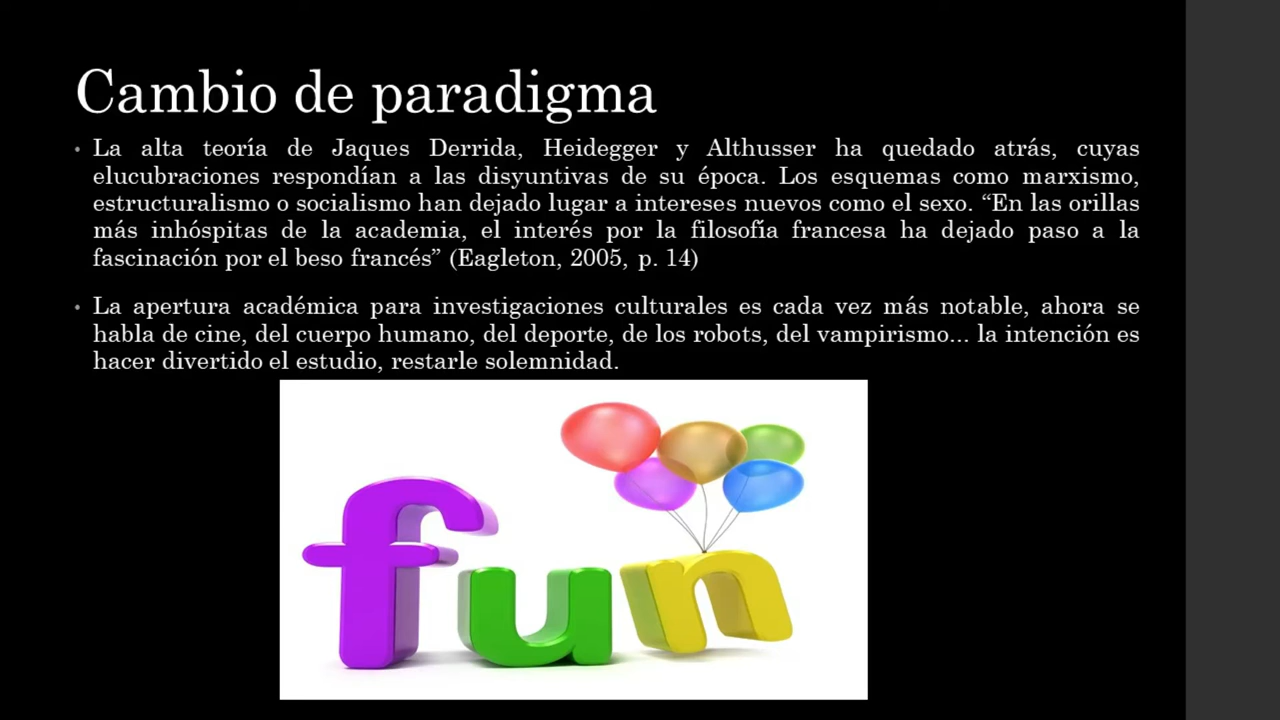 Cambio de paradigma
• La alta teoría de Jaques Derrida, Heidegger y Althusser ha quedado atrás, cuyas
elucubraciones respondían a las disyuntivas de su época. Los esquemas como marxismo,
estructuralismo o socialismo han dejado lugar a intereses nuevos como el sexo. “En las orillas
más inhóspitas de la academia, el interés por la filosofía francesa ha dejado paso a la
fascinación por el beso francés” (Eagleton, 2005, p. 14)
• La apertura académica para investigaciones culturales es cada vez más notable, ahora se
habla de cine, del cuerpo humano, del deporte, de los robots, del vampirismo... la intención es
hacer divertido el estudio, restarle solemnidad.
fun